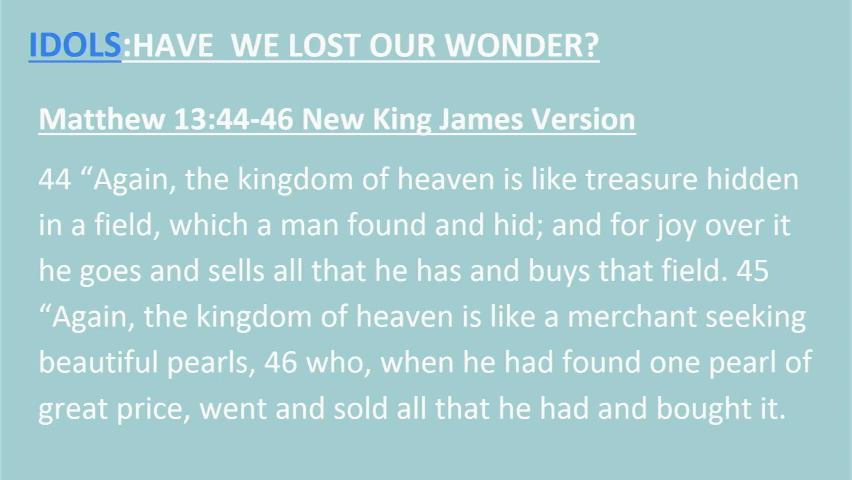 IDOLS:HAVE  WE LOST OUR WONDER?
Matthew 13:44-46 New King James Version
44 “Again, the kingdom of heaven is like treasure hidden
in a field, which a man found and hid; and for joy over it
he goes and sells all that he has and buys that field. 45
“Again, the kingdom of heaven is like a merchant seeking
beautiful pearls, 46 who, when he had found one pearl of
great price, went and sold all that he had and bought it.